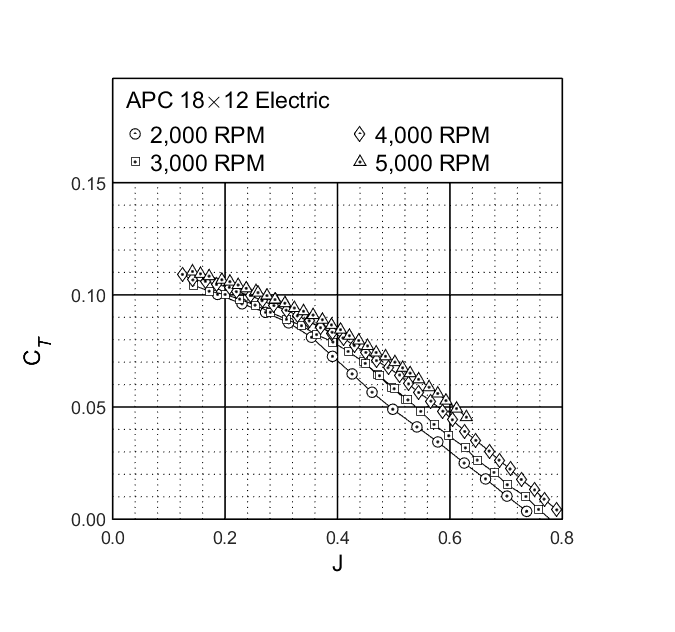 APC 18×12 Electric
2,000 RPM
4,000 RPM
3,000 RPM
5,000 RPM
0.15
0.10
0.05
0.00
C_T
0.0 0.2 0.4 0.6 0.8
J